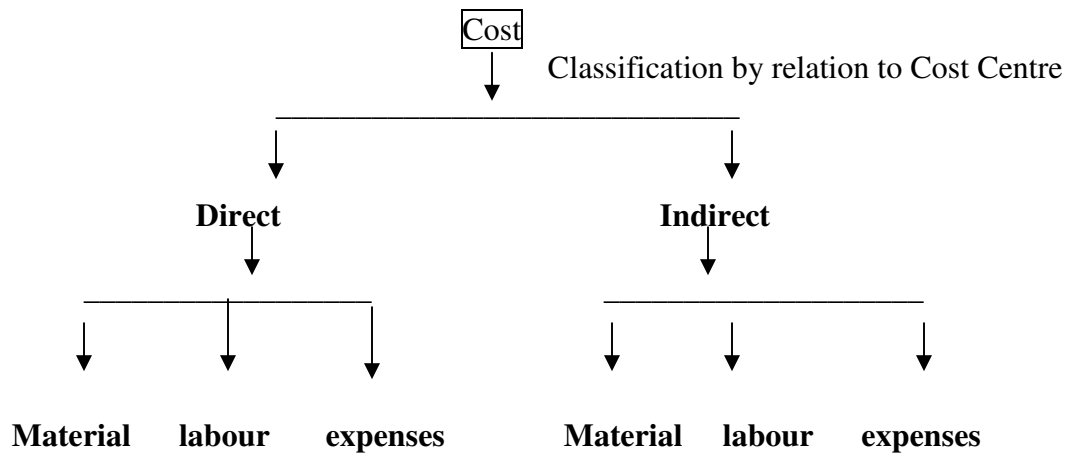 Cost
Classification by relation to Cost Centre
Direct Indirect
Material labour expenses Material labour expenses